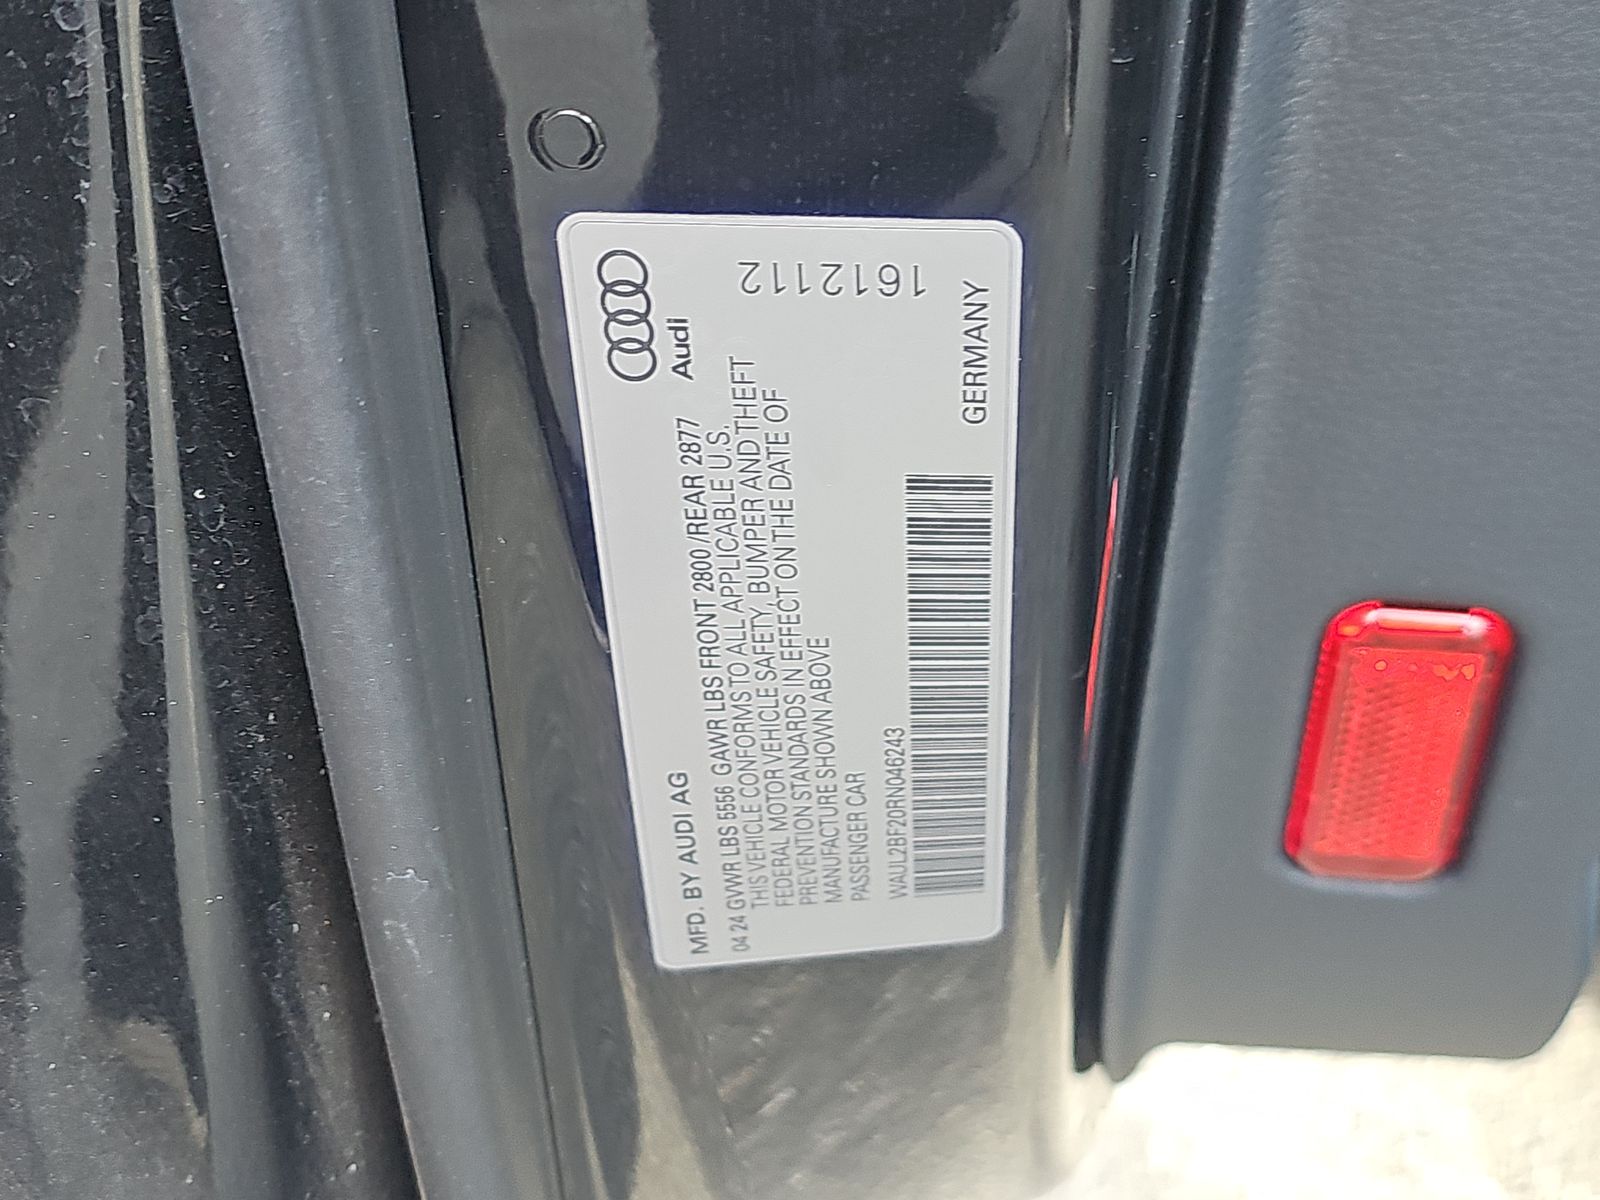 MFD. BY AUDI AG
Audi
04 24 GVWR LBS 5556 GAWR LBS FRONT 2800 /REAR 2877
THIS VEHICLE CONFORMS TO ALL APPLICABLE U.S.
FEDERAL MOTOR VEHICLE SAFETY, BUMPER AND THEFT
PREVENTION STANDARDS IN EFFECT ON THE DATE OF
MANUFACTURE SHOWN ABOVE
PASSENGER CAR
WAUL2BF20RN046243
GERMANY
1612112